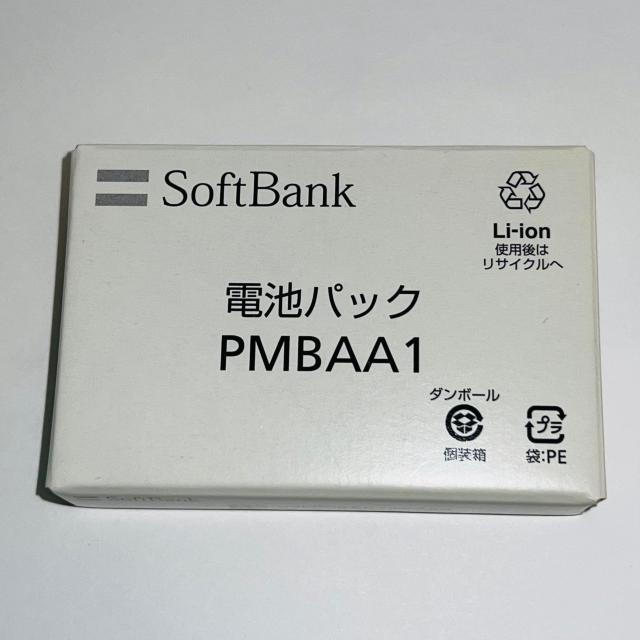 SoftBank
Li-ion
使用後は
リサイクルへ
電池パック
PMBAA1
ダンボール
個装箱
プラ
袋:PE
SoftBank